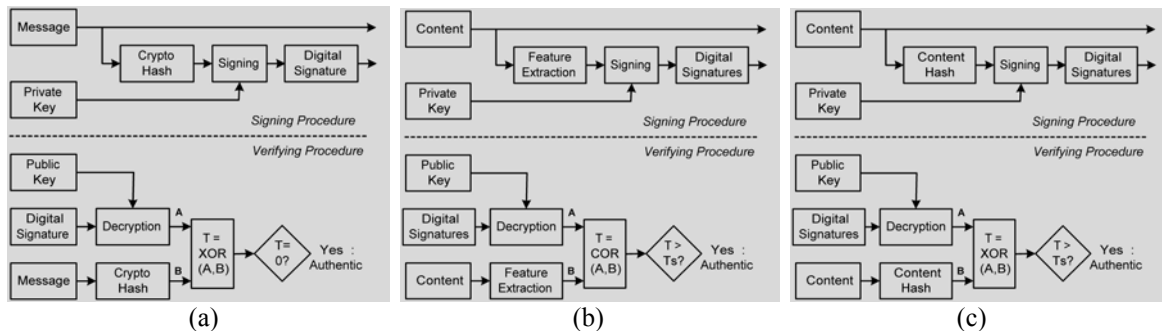 Message
Crypto
Hash
Signing
Digital
Signature
Private
Key
Signing Procedure
Verifying Procedure
Public
Key
Digital
Signature
Decryption
A
T =
XOR
(A,B)
T=
0?
Yes :
Authentic
Message
Crypto
Hash
B
(a)
Content
Feature
Extraction
Signing
Digital
Signatures
Private
Key
Signing Procedure
Verifying Procedure
Public
Key
Digital
Signatures
Decryption
A
T =
COR
(A,B)
T >
Ts?
Yes :
Authentic
Content
Feature
Extraction
B
(b)
Content
Content
Hash
Signing
Digital
Signatures
Private
Key
Signing Procedure
Verifying Procedure
Public
Key
Digital
Signatures
Decryption
A
T =
XOR
(A,B)
T >
Ts?
Yes :
Authentic
Content
Content
Hash
B
(c)